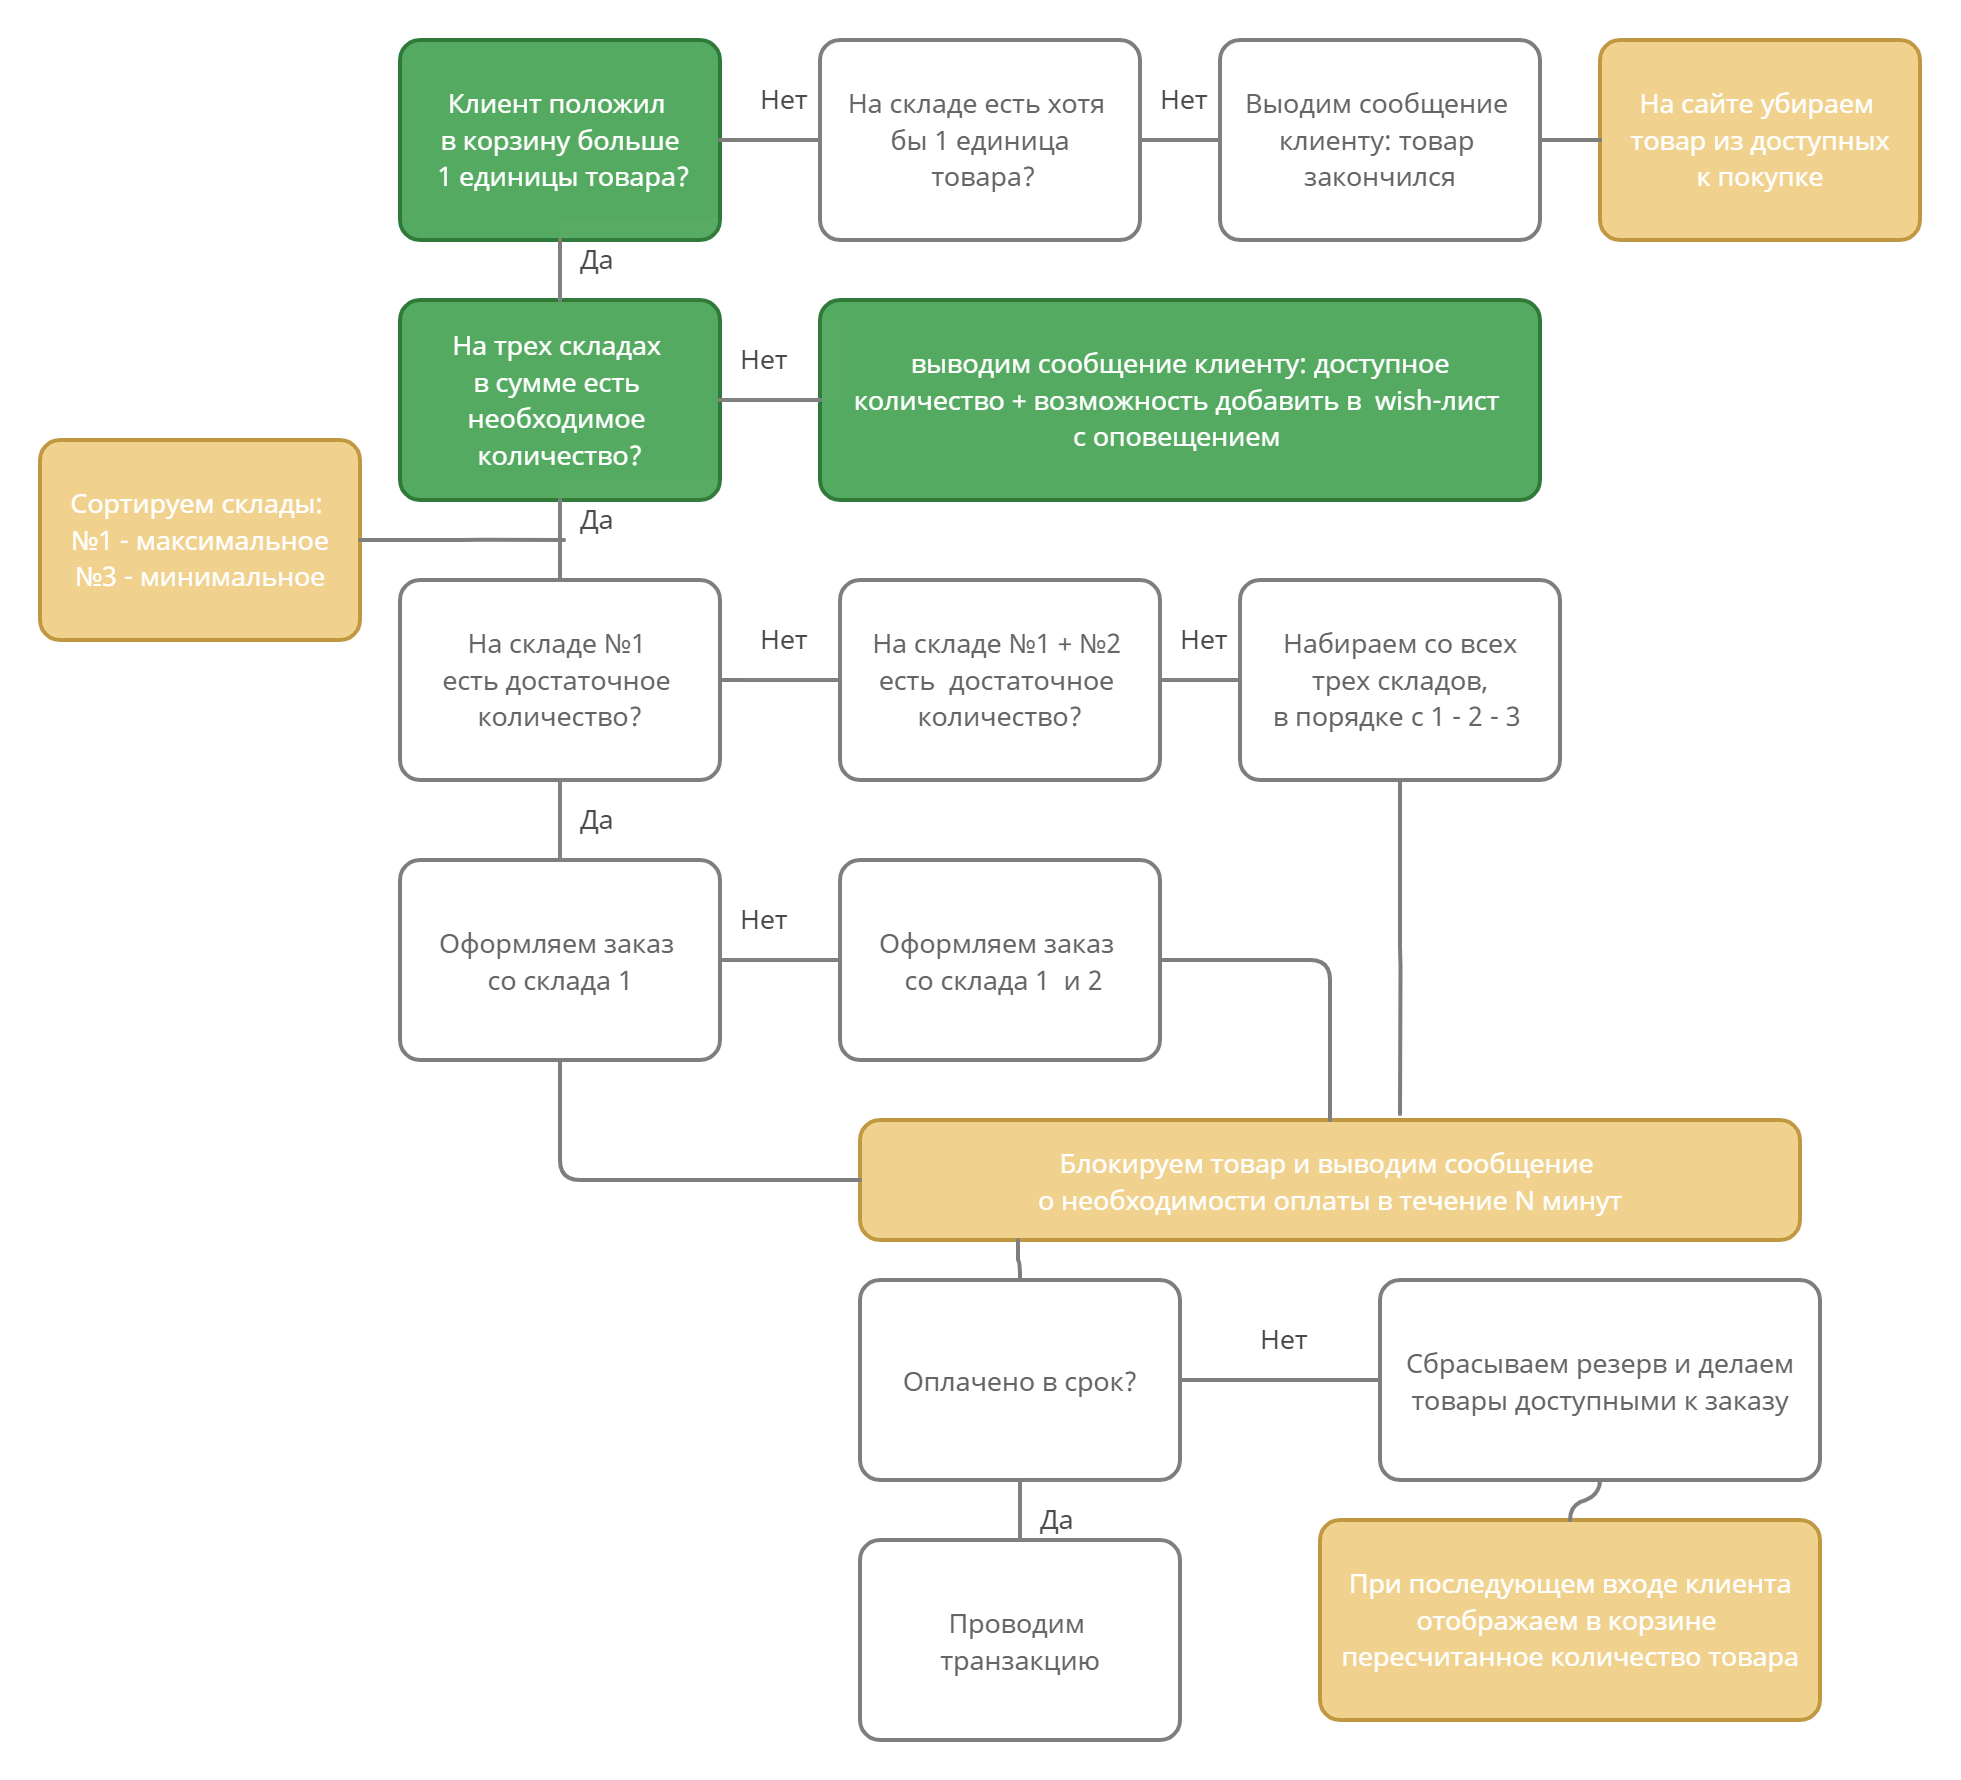 Клиент положил
в корзину больше
1 единицы товара?
Нет
На складе есть хотя
бы 1 единица
товара?
Нет
Выодим сообщение
клиенту: товар
закончился
На сайте убираем
товар из доступных
к покупке
Да
На трех складах
в сумме есть
необходимое
количество?
Нет
выводим сообщение клиенту: доступное
количество + возможность добавить в wish-лист
с оповещением
Сортируем склады:
№1 - максимальное
№3 - минимальное
Да
На складе №1
есть достаточное
количество?
Нет
На складе №1 + №2
есть достаточное
количество?
Нет
Набираем со всех
трех складов,
в порядке с 1 - 2 - 3
Да
Оформляем заказ
со склада 1
Нет
Оформляем заказ
со склада 1 и 2
Блокируем товар и выводим сообщение
о необходимости оплаты в течение N минут
Оплачено в срок?
Нет
Сбрасываем резерв и делаем
товары доступными к заказу
Да
Проводим
транзакцию
При последующем входе клиента
отображаем в корзине
пересчитанное количество товара